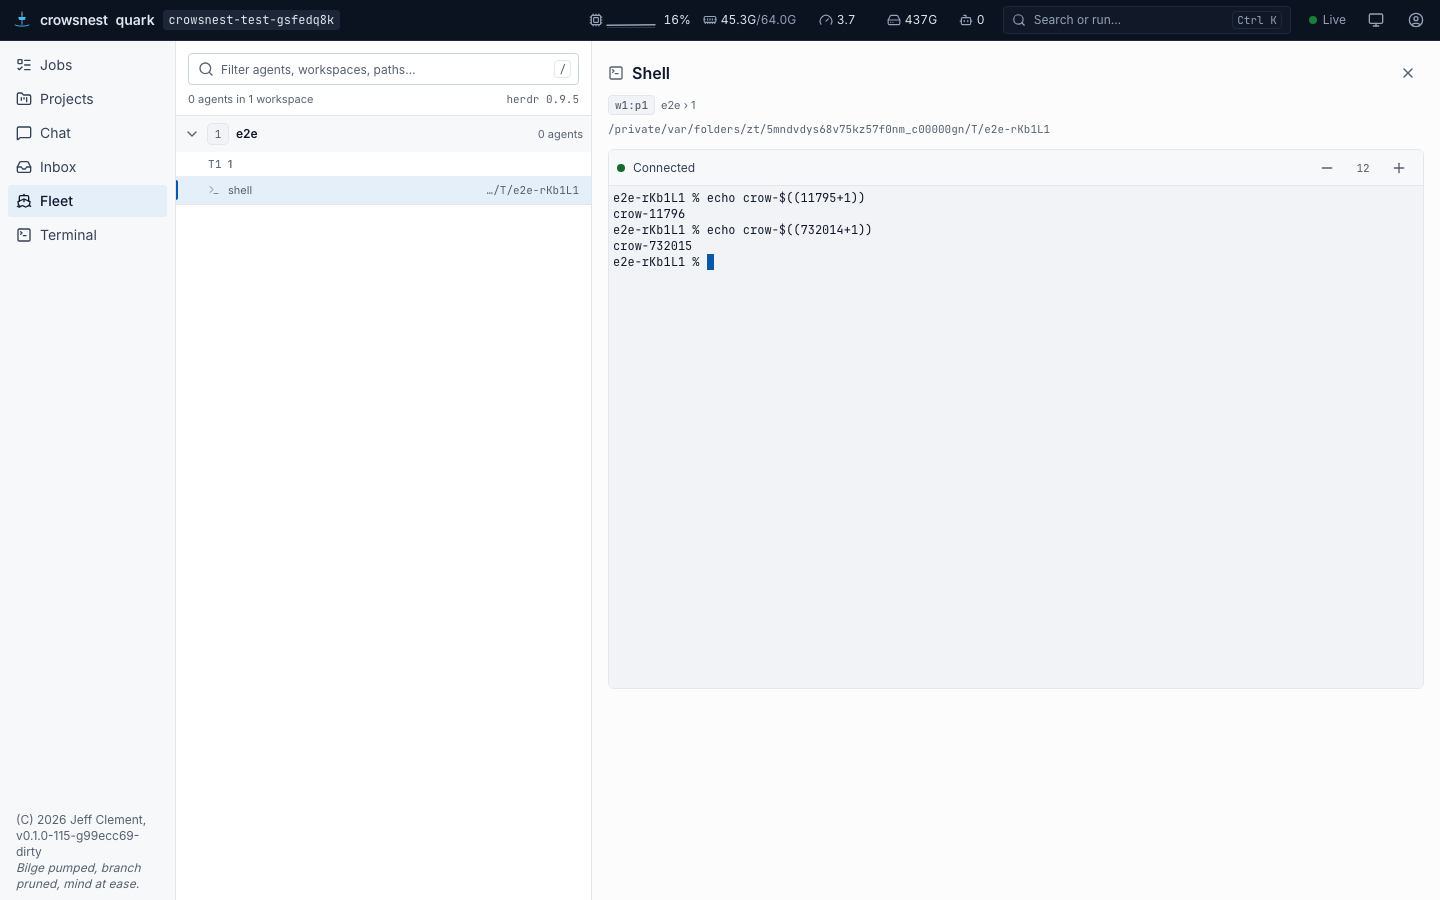 crowsnest quark crowsnest-test-gsfedq8k
16% 45.3G/64.0G 3.7 437G 0 Search or run... Ctrl K Live
Jobs
Projects
Chat
Inbox
Fleet
Terminal
(C) 2026 Jeff Clement,
v0.1.0-115-g99ecc69-
dirty
Bilge pumped, branch
pruned, mind at ease.
Filter agents, workspaces, paths... /
0 agents in 1 workspace herdr 0.9.5
1 e2e 0 agents
T1 1
shell …/T/e2e-rKb1L1
Shell
w1:p1 e2e › 1
/private/var/folders/zt/5mndvdys68v75kz57f0nm_c00000gn/T/e2e-rKb1L1
Connected 12
e2e-rKb1L1 % echo crow-$((11795+1))
crow-11796
e2e-rKb1L1 % echo crow-$((732014+1))
crow-732015
e2e-rKb1L1 %